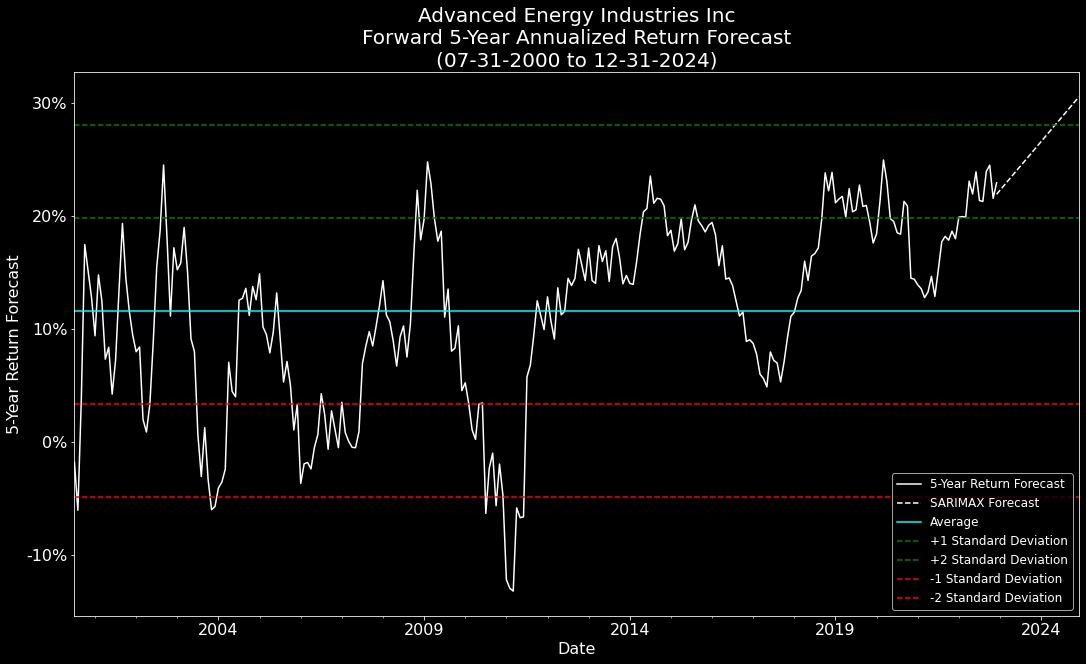 Advanced Energy Industries Inc
Forward 5-Year Annualized Return Forecast
(07-31-2000 to 12-31-2024)
30%
20%
10%
0%
-10%
5-Year Return Forecast
2004
2009
2014
2019
2024
Date
5-Year Return Forecast
SARIMAX Forecast
Average
+1 Standard Deviation
+2 Standard Deviation
-1 Standard Deviation
-2 Standard Deviation